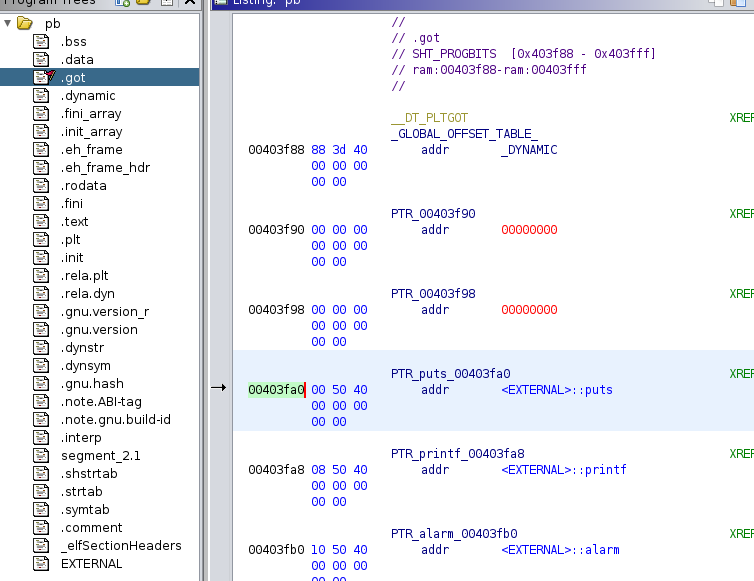 Program Trees
Listing: pb
pb
.bss
.data
.got
.dynamic
.fini_array
.init_array
.eh_frame
.eh_frame_hdr
.rodata
.fini
.text
.plt
.init
.rela.plt
.rela.dyn
.gnu.version_r
.gnu.version
.dynstr
.dynsym
.gnu.hash
.note.ABI-tag
.note.gnu.build-id
.interp
segment_2.1
.shstrtab
.strtab
.symtab
.comment
_elfSectionHeaders
EXTERNAL
//
// .got
// SHT_PROGBITS [0x403f88 - 0x403fff]
// ram:00403f88-ram:00403fff
//
__DT_PLTGOT XREF
_GLOBAL_OFFSET_TABLE_
00403f88 88 3d 40 addr _DYNAMIC
00 00 00
00 00
PTR_00403f90 XREF
00403f90 00 00 00 addr 00000000
00 00 00
00 00
PTR_00403f98 XREF
00403f98 00 00 00 addr 00000000
00 00 00
00 00
PTR_puts_00403fa0 XREF
00403fa0 00 50 40 addr <EXTERNAL>::puts
00 00 00
00 00
PTR_printf_00403fa8 XREF
00403fa8 08 50 40 addr <EXTERNAL>::printf
00 00 00
00 00
PTR_alarm_00403fb0 XREF
00403fb0 10 50 40 addr <EXTERNAL>::alarm
00 00 00
00 00